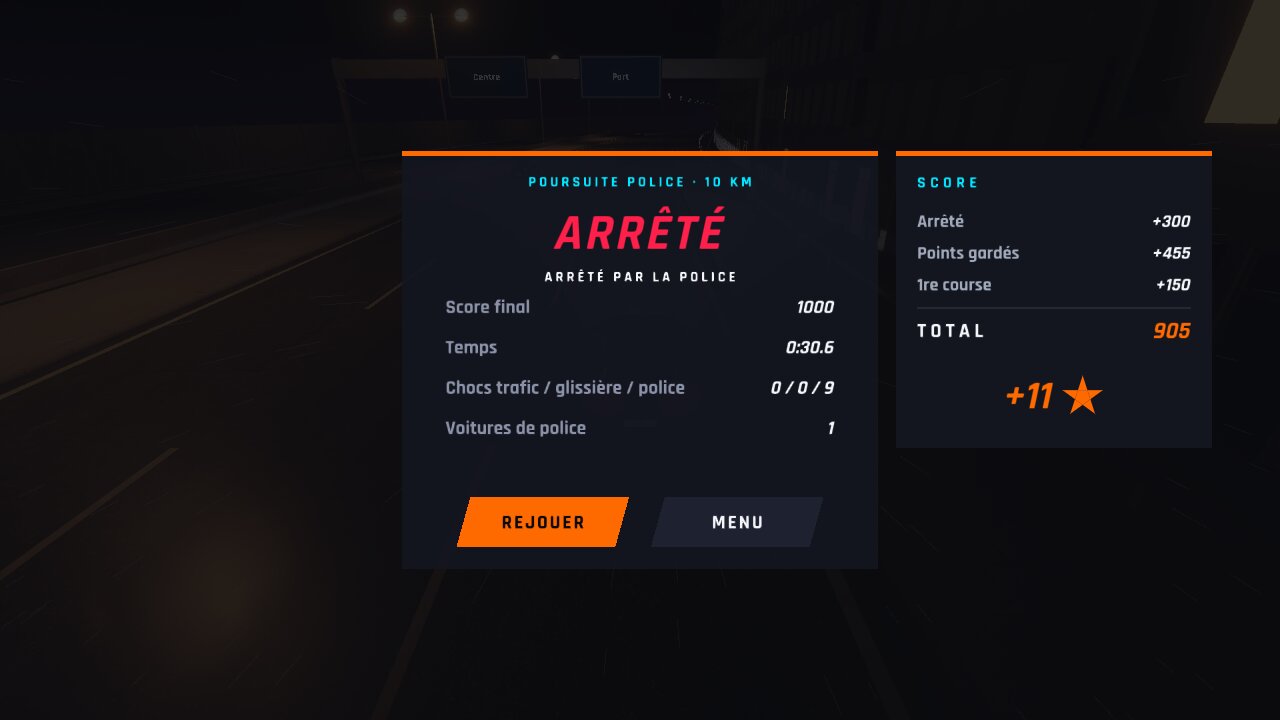 Centre
Port
POURSUITE POLICE · 10 KM
ARRÊTÉ
ARRÊTÉ PAR LA POLICE
Score final 1000
Temps 0:30.6
Chocs trafic / glissière / police 0 / 0 / 9
Voitures de police 1
REJOUER MENU
SCORE
Arrêté +300
Points gardés +455
1re course +150
TOTAL 905
+11